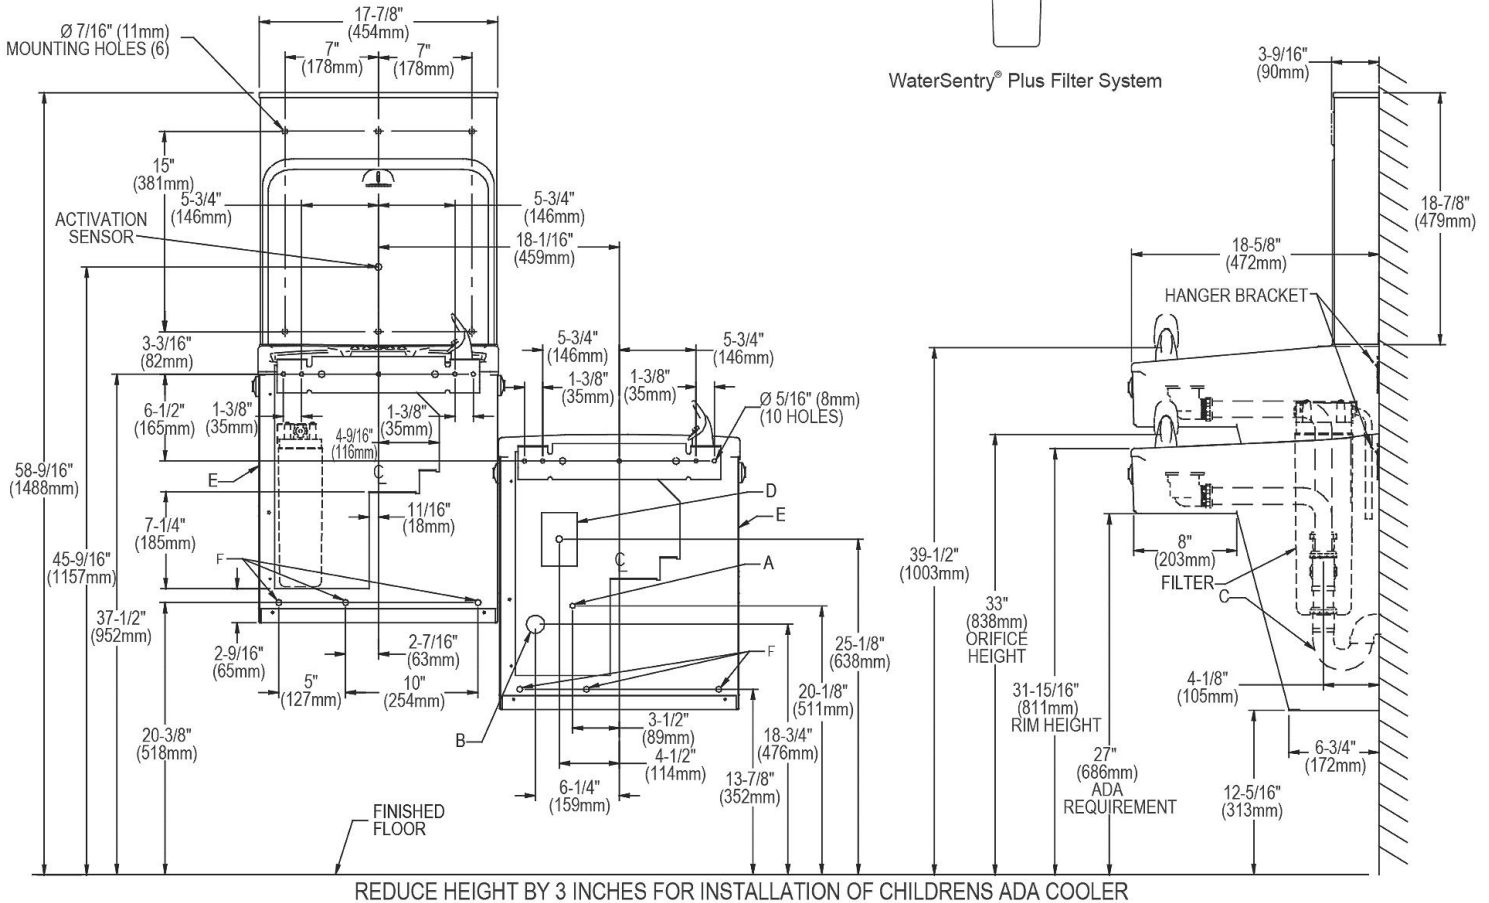 17-7/8"
(454mm)
Ø 7/16" (11mm)
MOUNTING HOLES (6)
7"
(178mm)
7"
(178mm)
WaterSentry® Plus Filter System
3-9/16"
(90mm)
15"
(381mm)
5-3/4"
(146mm)
5-3/4"
(146mm)
ACTIVATION
SENSOR
18-1/16"
(459mm)
18-7/8"
(479mm)
18-5/8"
(472mm)
HANGER BRACKET
3-3/16"
(82mm)
5-3/4"
(146mm)
5-3/4"
(146mm)
1-3/8"
(35mm)
1-3/8"
(35mm)
Ø 5/16" (8mm)
(10 HOLES)
6-1/2"
(165mm)
1-3/8"
(35mm)
1-3/8"
(35mm)
4-9/16"
(116mm)
58-9/16"
(1488mm)
E
C
L
11/16"
(18mm)
D
E
7-1/4"
(185mm)
45-9/16"
(1157mm)
F
C
L
A
39-1/2"
(1003mm)
8"
(203mm)
FILTER
C
37-1/2"
(952mm)
33"
(838mm)
ORIFICE
HEIGHT
2-9/16"
(65mm)
2-7/16"
(63mm)
25-1/8"
(638mm)
F
5"
(127mm)
10"
(254mm)
20-1/8"
(511mm)
31-15/16"
(811mm)
RIM HEIGHT
4-1/8"
(105mm)
20-3/8"
(518mm)
B
3-1/2"
(89mm)
18-3/4"
(476mm)
4-1/2"
(114mm)
6-1/4"
(159mm)
13-7/8"
(352mm)
27"
(686mm)
ADA
REQUIREMENT
6-3/4"
(172mm)
12-5/16"
(313mm)
FINISHED
FLOOR
REDUCE HEIGHT BY 3 INCHES FOR INSTALLATION OF CHILDRENS ADA COOLER